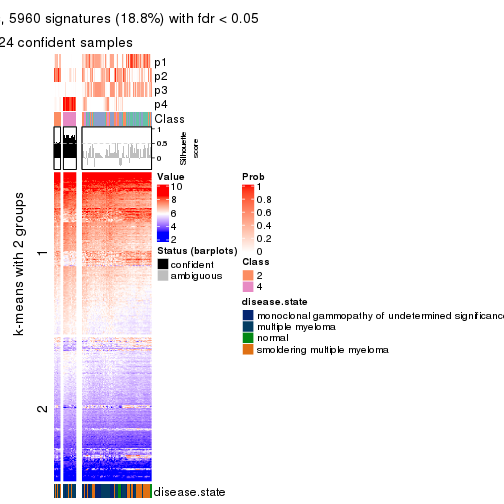 , 5960 signatures (18.8%) with fdr < 0.05
24 confident samples
p1
p2
p3
p4
Class
1
0.5
0
Silhouette
score
k-means with 2 groups
1
2
Value
10
8
6
4
2
Status (barplots)
confident
ambiguous
Prob
1
0.8
0.6
0.4
0.2
0
Class
2
4
disease.state
monoclonal gammopathy of undetermined significance
multiple myeloma
normal
smoldering multiple myeloma
disease.state